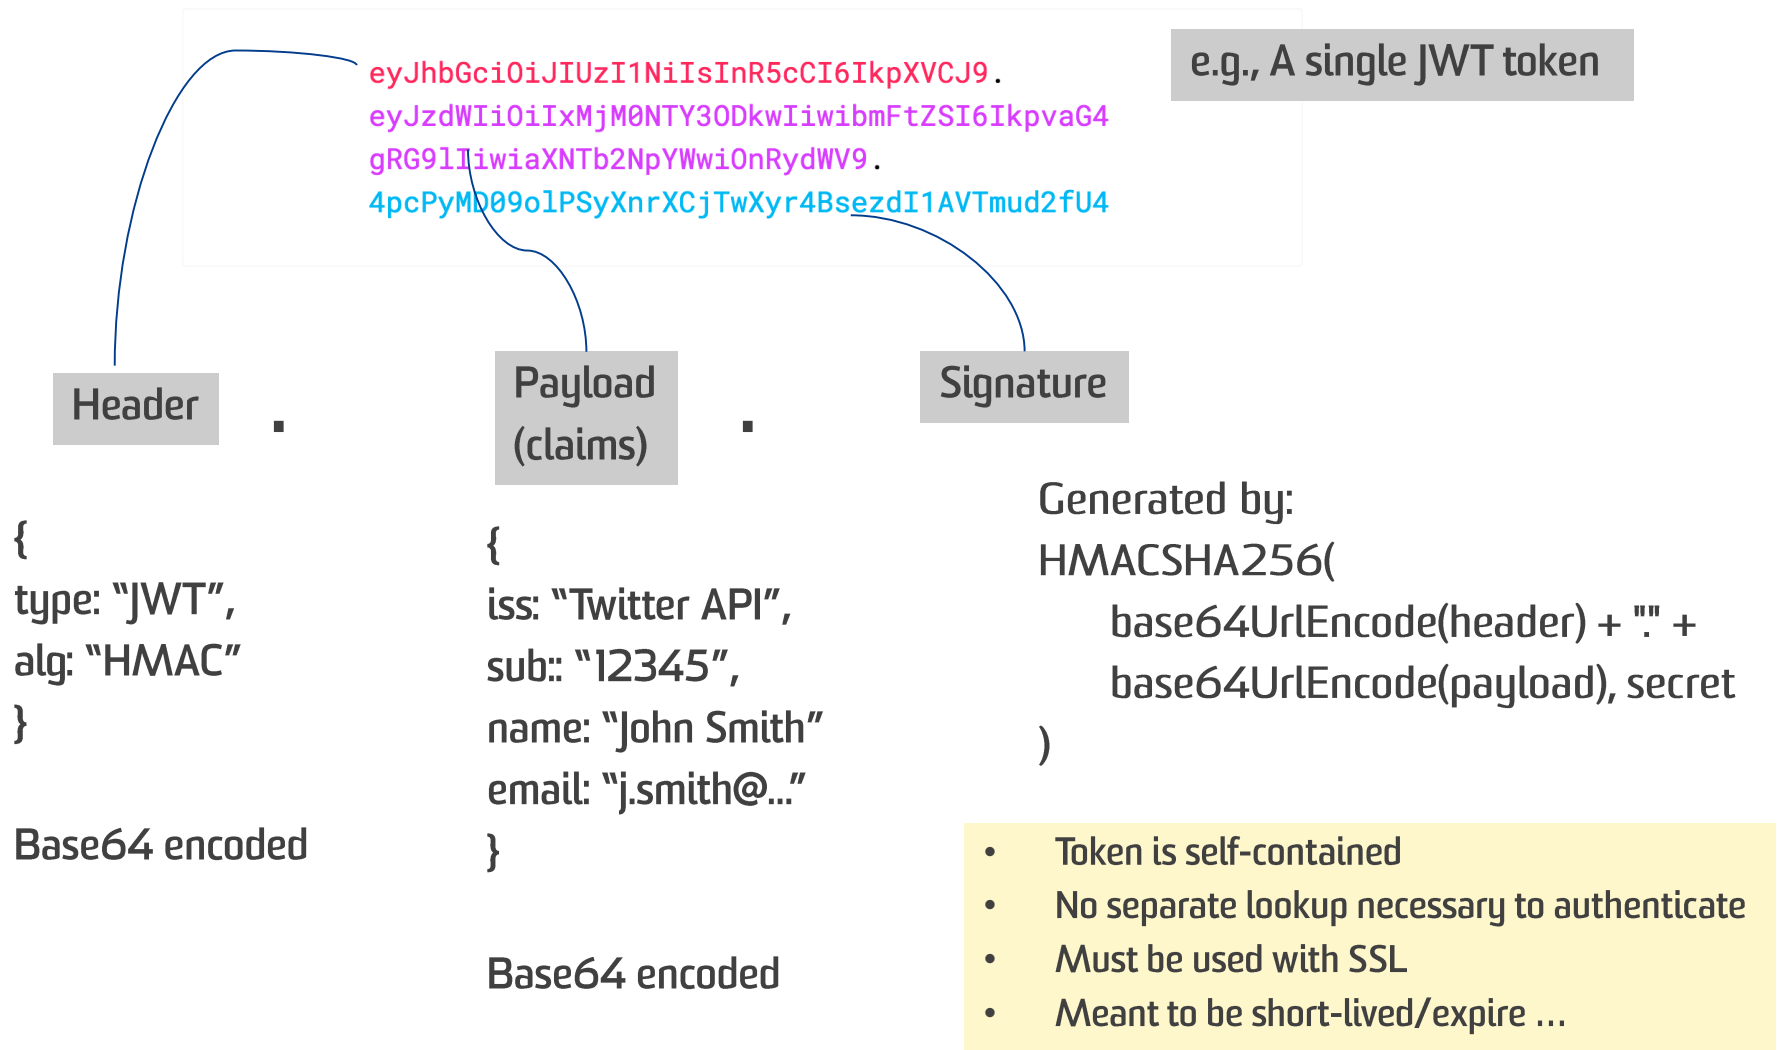 eyJhbGciOiJIUzI1NiIsInR5cCI6IkpXVCJ9.
eyJzdWIiOiIxMjM0NTY3ODkwIiwibmFtZSI6IkpvaG4
gRG9lIiwiaXNTb2NpYWwiOnRydWV9.
4pcPyMD09olPSyXnrXCjTwXyr4BsezdI1AVTmud2fU4
e.g., A single JWT token
Header
.
Payload
(claims)
.
Signature
{
type: “JWT”,
alg: “HMAC”
}
Base64 encoded
{
iss: “Twitter API”,
sub:: “12345”,
name: “John Smith”
email: “j.smith@...”
}
Base64 encoded
Generated by:
HMACSHA256(
base64UrlEncode(header) + "." +
base64UrlEncode(payload), secret
)
• Token is self-contained
• No separate lookup necessary to authenticate
• Must be used with SSL
• Meant to be short-lived/expire …